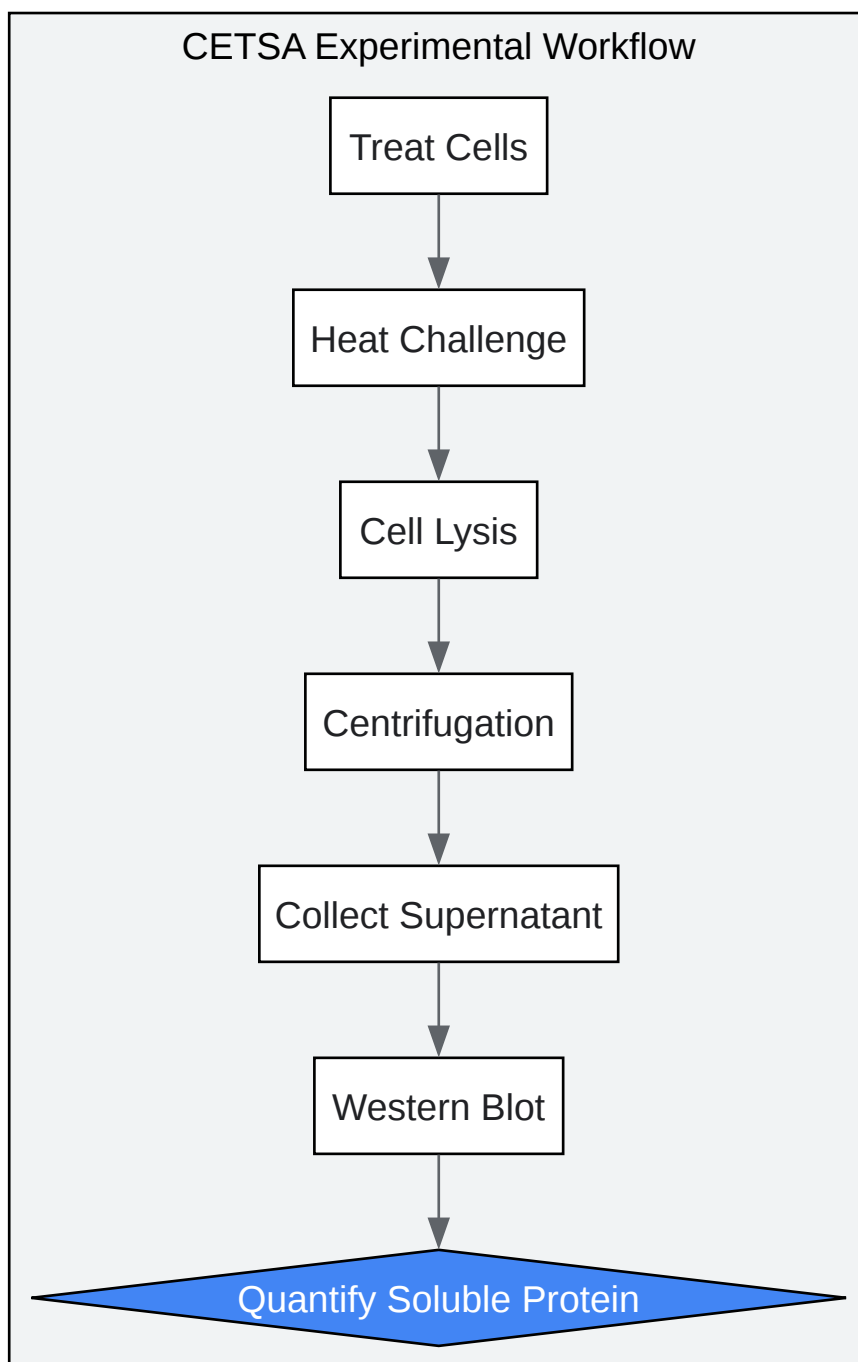 CETSA Experimental Workflow
Treat Cells
Heat Challenge
Cell Lysis
Centrifugation
Collect Supernatant
Western Blot
Quantify Soluble Protein